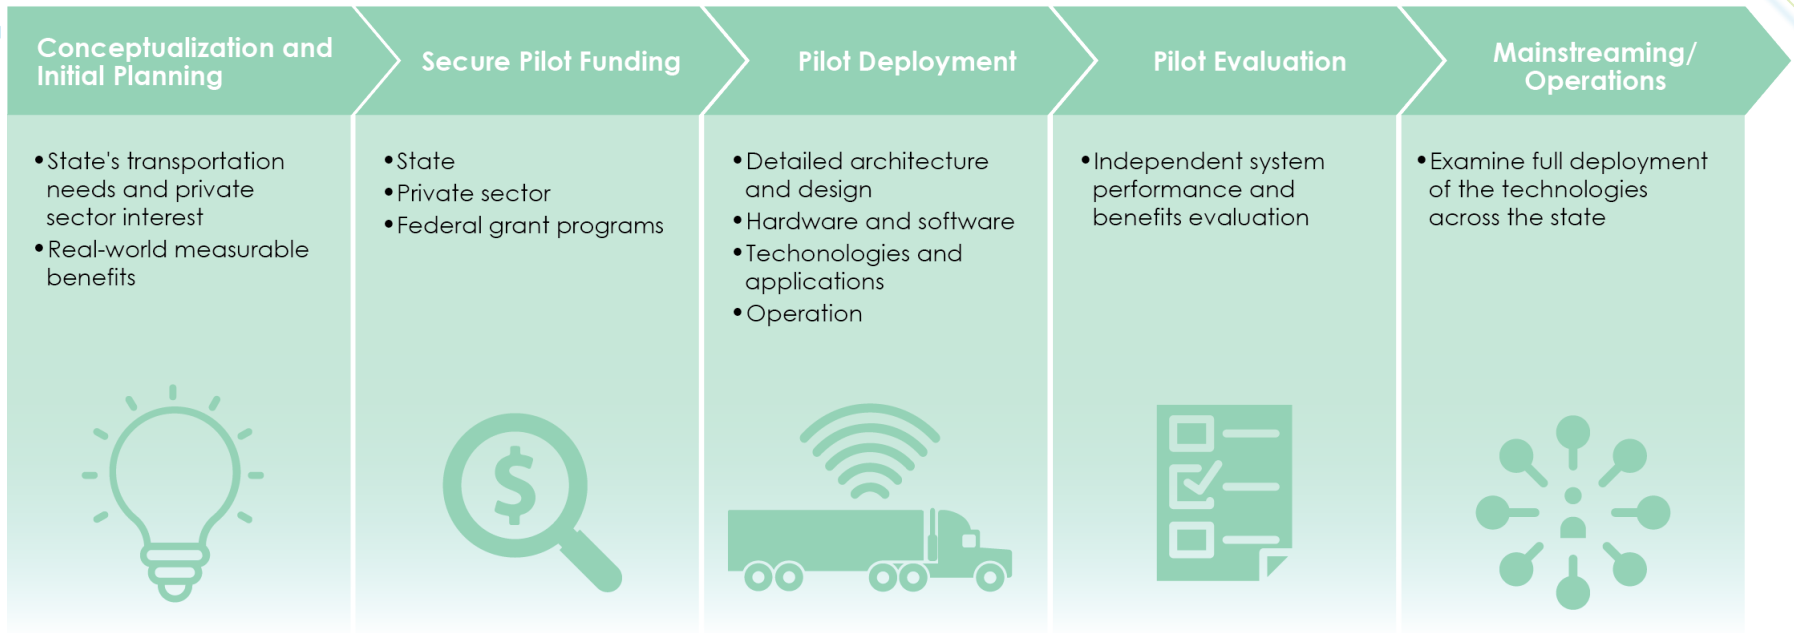 Conceptualization and
Initial Planning
•State's transportation
needs and private
sector interest
•Real-world measurable
benefits
Secure Pilot Funding
•State
•Private sector
•Federal grant programs
$
Pilot Deployment
•Detailed architecture
and design
•Hardware and software
•Techonologies and
applications
•Operation
Pilot Evaluation
•Independent system
performance and
benefits evaluation
Mainstreaming/
Operations
•Examine full deployment
of the technologies
across the state